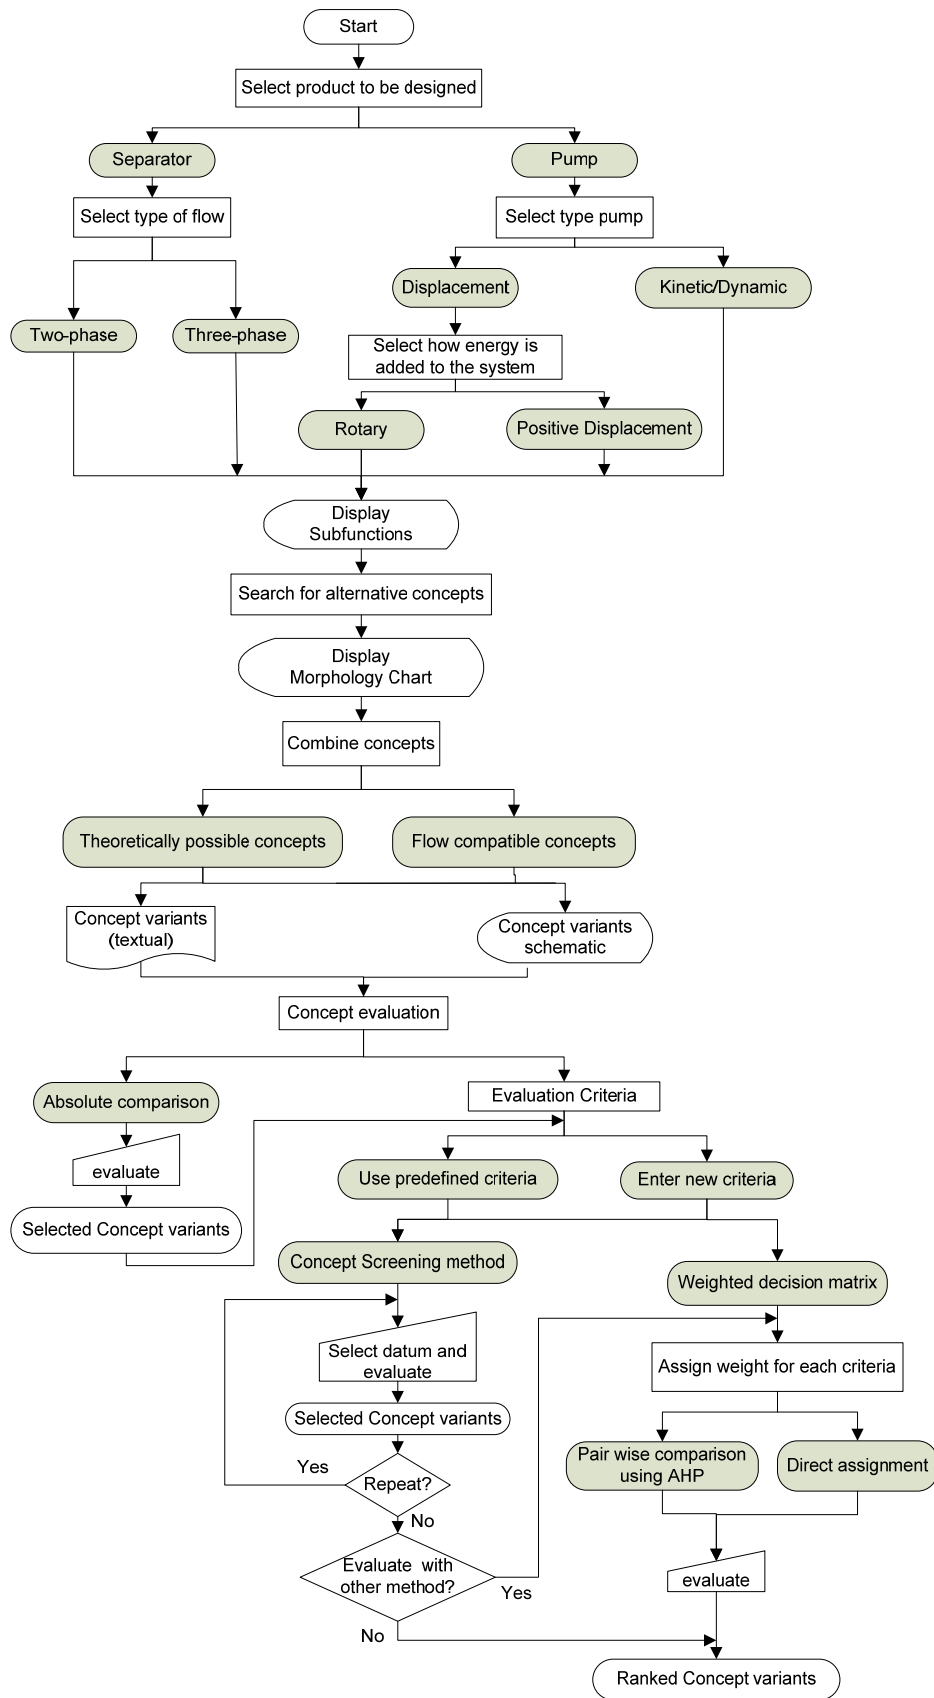 Start
Select product to be designed
Separator
Pump
Select type of flow
Select type pump
Displacement
Kinetic/Dynamic
Two-phase
Three-phase
Select how energy is
added to the system
Rotary
Positive Displacement
Display
Subfunctions
Search for alternative concepts
Display
Morphology Chart
Combine concepts
Theoretically possible concepts
Flow compatible concepts
Concept variants
(textual)
Concept variants
schematic
Concept evaluation
Absolute comparison
Evaluation Criteria
evaluate
Use predefined criteria
Enter new criteria
Selected Concept variants
Concept Screening method
Weighted decision matrix
Select datum and
evaluate
Assign weight for each criteria
Selected Concept variants
Pair wise comparison
using AHP
Direct assignment
Yes
Repeat?
No
Evaluate with
other method?
Yes
evaluate
No
Ranked Concept variants